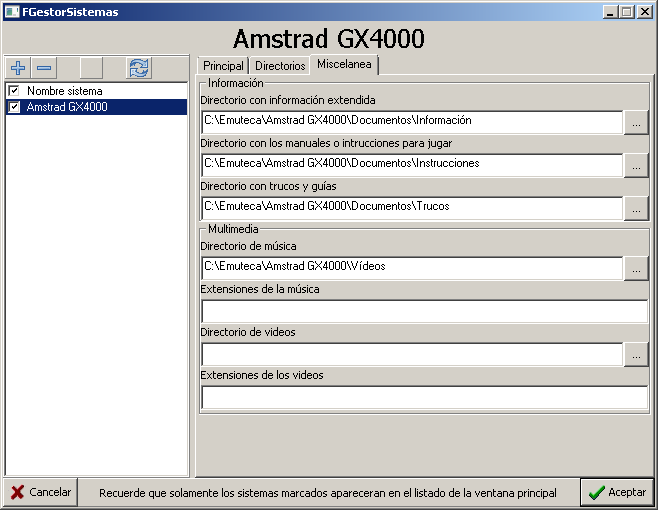 FGestorSistemas
Amstrad GX4000
Principal Directorios Miscelanea
Nombre sistema
Amstrad GX4000
Información
Directorio con información extendida
C:\Emuteca\Amstrad GX4000\Documentos\Información ...
Directorio con los manuales o intrucciones para jugar
C:\Emuteca\Amstrad GX4000\Documentos\Instrucciones ...
Directorio con trucos y guías
C:\Emuteca\Amstrad GX4000\Documentos\Trucos ...
Multimedia
Directorio de música
C:\Emuteca\Amstrad GX4000\Vídeos ...
Extensiones de la música
Directorio de videos
...
Extensiones de los videos
Cancelar Recuerde que solamente los sistemas marcados apareceran en el listado de la ventana principal Aceptar